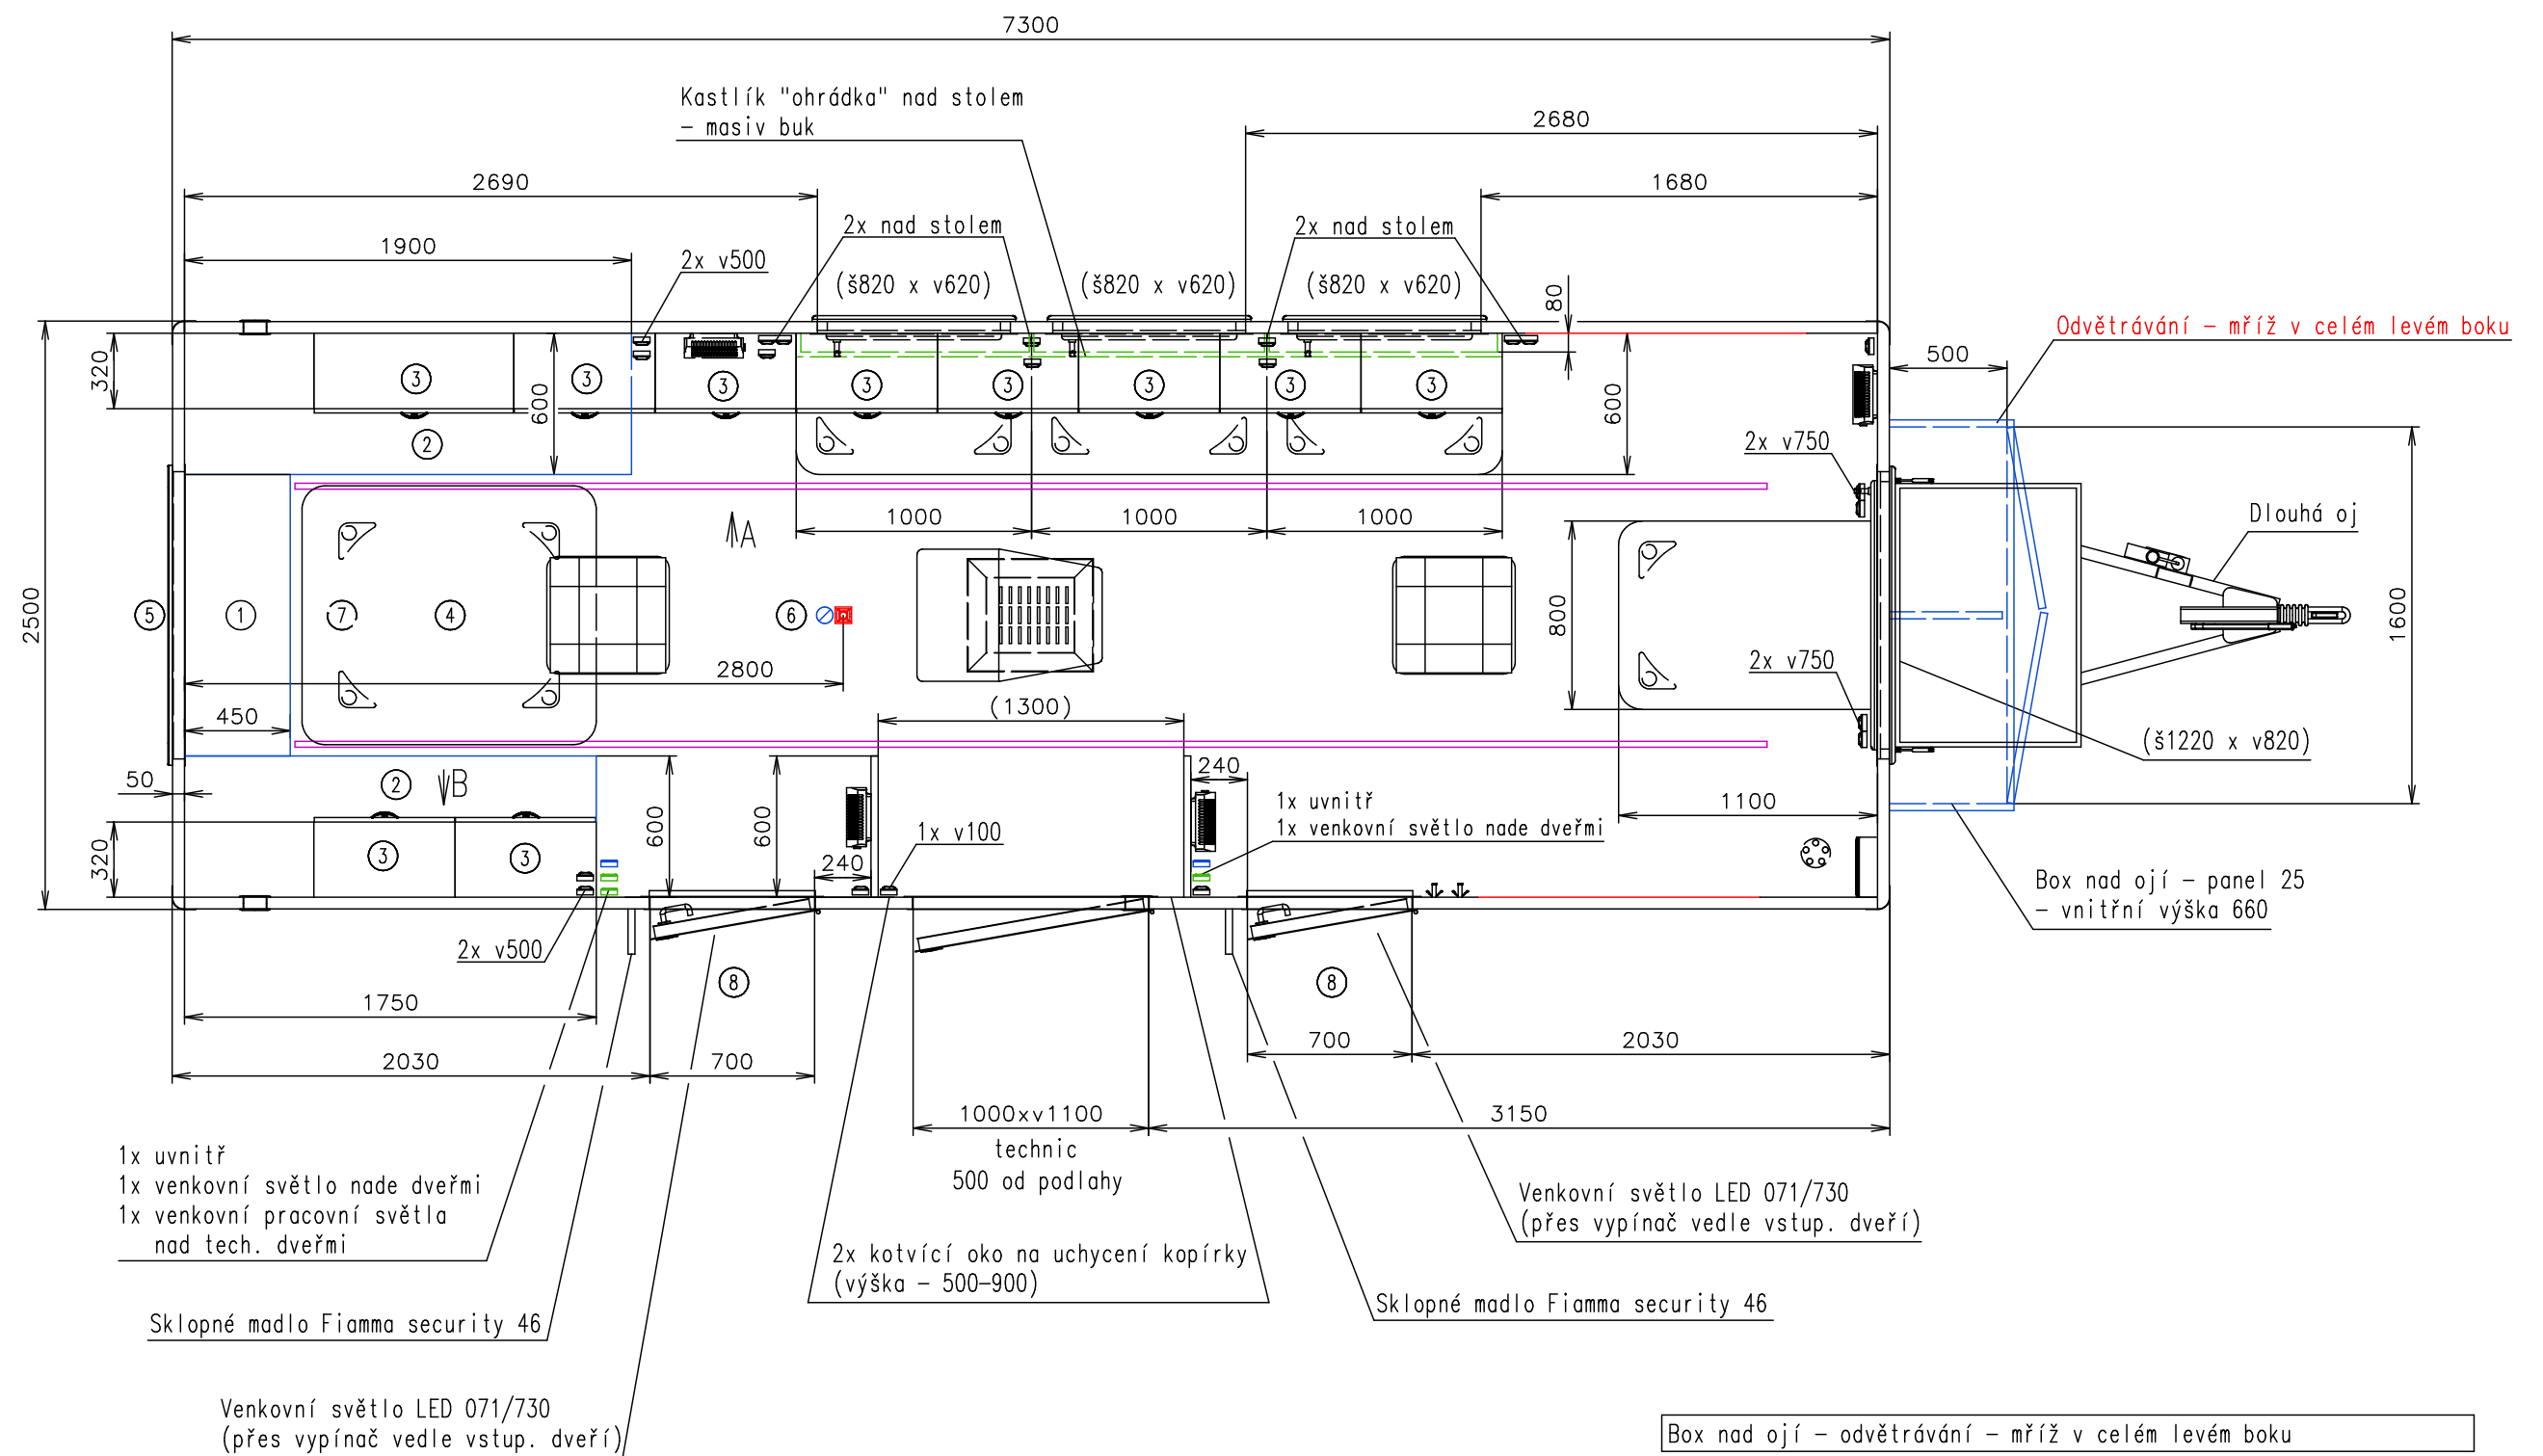 7300
Kastlík "ohrádka" nad stolem
– masiv buk
2680
2690
1680
1900
2x nad stolem
2x nad stolem
2x v500
(š820 x v620)
(š820 x v620)
(š820 x v620)
80
Odvětrávání – mříž v celém levém boku
500
320
3
3
3
3
3
3
3
3
600
600
2
2x v750
1000
1000
1000
A
Dlouhá oj
2500
5
1
7
4
6
800
1600
2800
2x v750
450
(1300)
(š1220 x v820)
50
2
B
240
1100
1x uvnitř
1x venkovní světlo nade dveřmi
600
600
1x v100
320
3
3
240
Box nad ojí – panel 25
– vnitřní výška 660
2x v500
8
8
1750
2030
700
700
2030
1000xv1100
3150
technic
500 od podlahy
1x uvnitř
1x venkovní světlo nade dveřmi
1x venkovní pracovní světla
nad tech. dveřmi
Venkovní světlo LED 071/730
(přes vypínač vedle vstup. dveří)
2x kotvící oko na uchycení kopírky
(výška – 500–900)
Sklopné madlo Fiamma security 46
Sklopné madlo Fiamma security 46
Venkovní světlo LED 071/730
(přes vypínač vedle vstup. dveří)
Box nad ojí – odvětrávání – mříž v celém levém boku